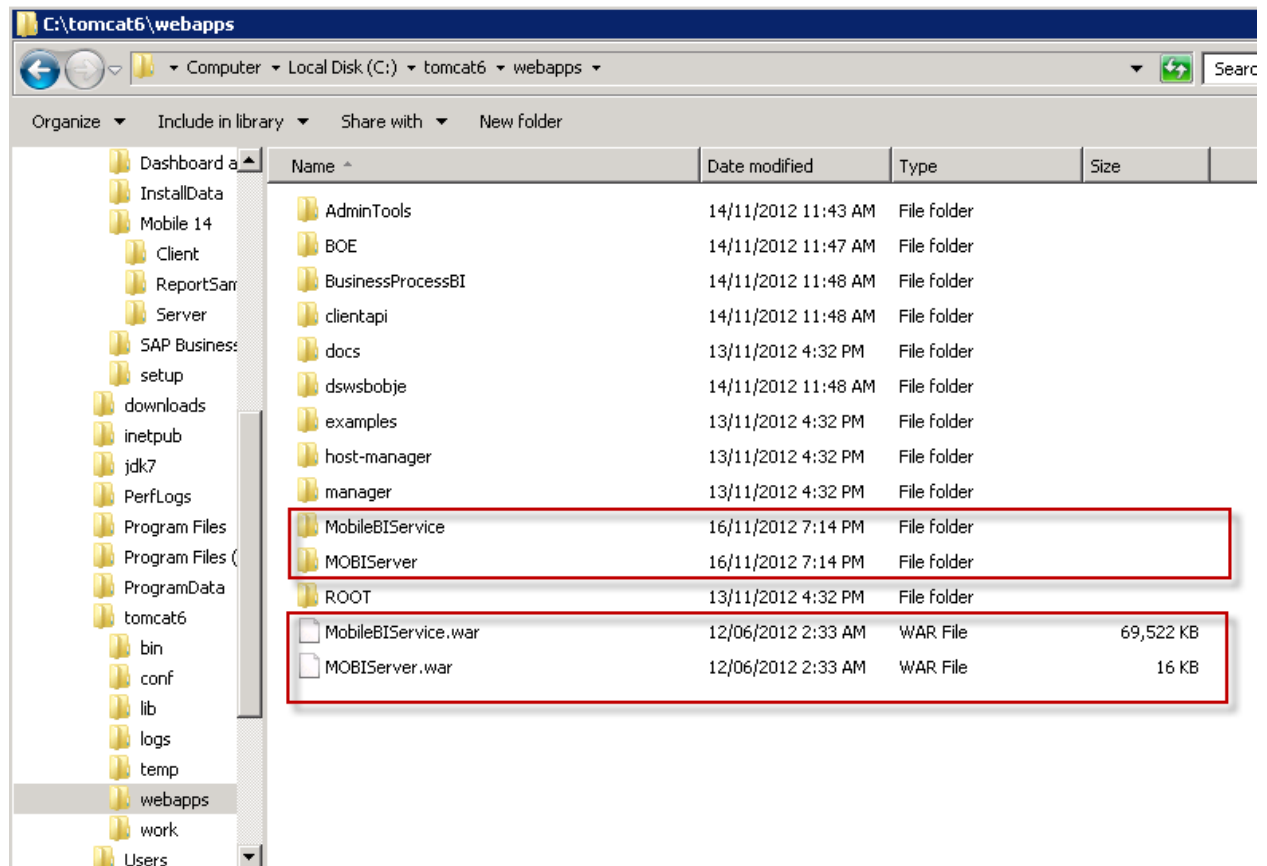 C:\tomcat6\webapps
Computer Local Disk (C:) tomcat6 webapps Searc
Organize Include in library Share with New folder
Dashboard a
InstallData
Mobile 14
Client
ReportSam
Server
SAP Business
setup
downloads
inetpub
jdk7
PerfLogs
Program Files
Program Files (
ProgramData
tomcat6
bin
conf
lib
logs
temp
webapps
work
Users
Name Date modified Type Size
AdminTools 14/11/2012 11:43 AM File folder
BOE 14/11/2012 11:47 AM File folder
BusinessProcessBI 14/11/2012 11:48 AM File folder
clientapi 14/11/2012 11:48 AM File folder
docs 13/11/2012 4:32 PM File folder
dswsbobje 14/11/2012 11:48 AM File folder
examples 13/11/2012 4:32 PM File folder
host-manager 13/11/2012 4:32 PM File folder
manager 13/11/2012 4:32 PM File folder
MobileBIService 16/11/2012 7:14 PM File folder
MOBIServer 16/11/2012 7:14 PM File folder
ROOT 13/11/2012 4:32 PM File folder
MobileBIService.war 12/06/2012 2:33 AM WAR File 69,522 KB
MOBIServer.war 12/06/2012 2:33 AM WAR File 16 KB